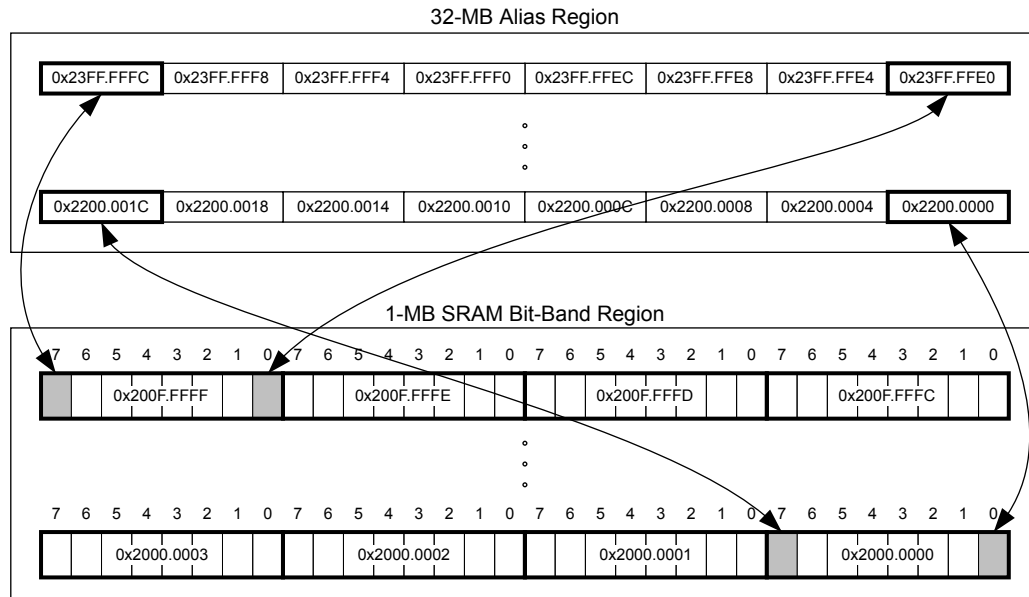 32-MB Alias Region
0x23FF.FFFC 0x23FF.FFF8 0x23FF.FFF4 0x23FF.FFF0 0x23FF.FFEC 0x23FF.FFE8 0x23FF.FFE4 0x23FF.FFE0
0x2200.001C 0x2200.0018 0x2200.0014 0x2200.0010 0x2200.000C 0x2200.0008 0x2200.0004 0x2200.0000
1-MB SRAM Bit-Band Region
7 6 5 4 3 2 1 0 7 6 5 4 3 2 1 0 7 6 5 4 3 2 1 0 7 6 5 4 3 2 1 0
0x200F.FFFF 0x200F.FFFE 0x200F.FFFD 0x200F.FFFC
7 6 5 4 3 2 1 0 7 6 5 4 3 2 1 0 7 6 5 4 3 2 1 0 7 6 5 4 3 2 1 0
0x2000.0003 0x2000.0002 0x2000.0001 0x2000.0000